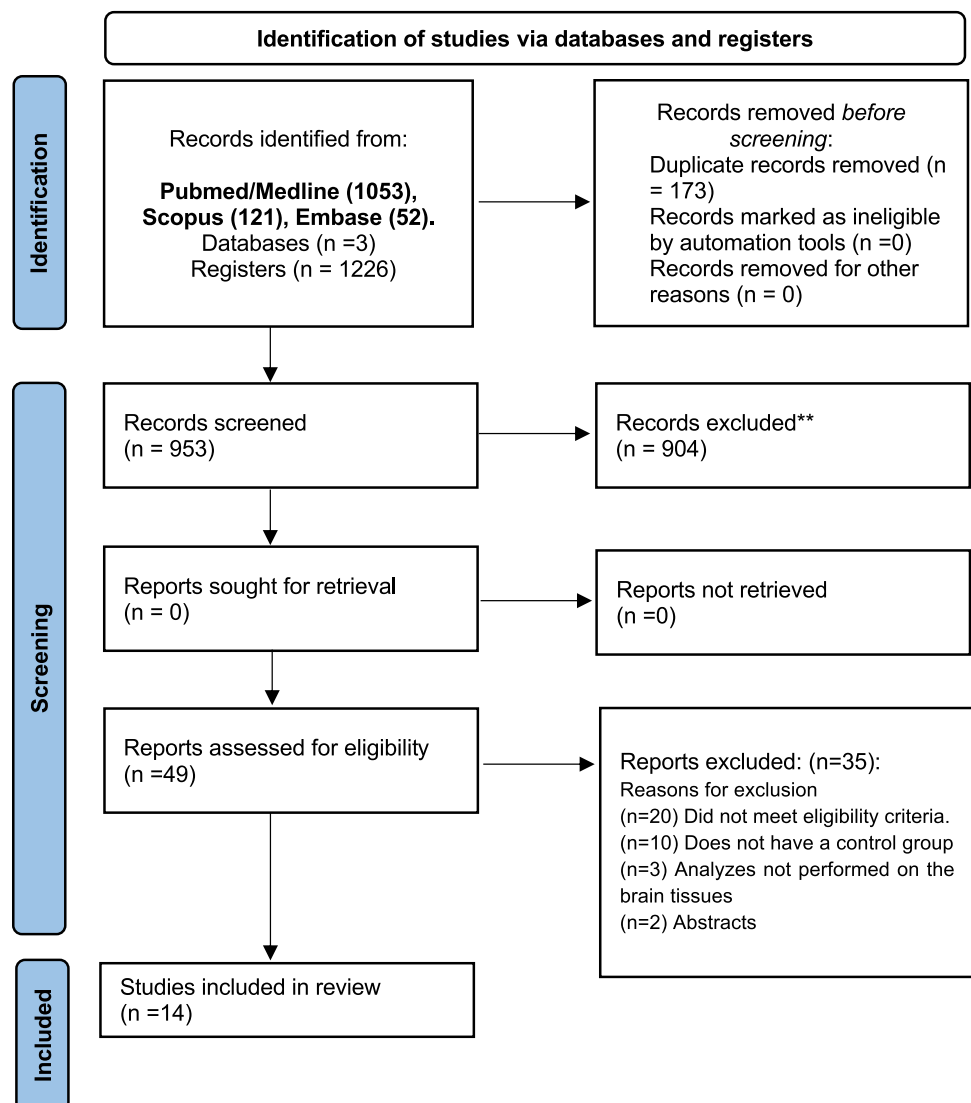 Identification of studies via databases and registers
Identification
Records identified from:
Pubmed/Medline (1053),
Scopus (121), Embase (52).
Databases (n =3)
Registers (n = 1226)
Records removed before
screening:
Duplicate records removed (n
= 173)
Records marked as ineligible
by automation tools (n =0)
Records removed for other
reasons (n = 0)
Screening
Records screened
(n = 953)
Records excluded**
(n = 904)
Reports sought for retrieval
(n = 0)
Reports not retrieved
(n =0)
Reports assessed for eligibility
(n =49)
Reports excluded: (n=35):
Reasons for exclusion
(n=20) Did not meet eligibility criteria.
(n=10) Does not have a control group
(n=3) Analyzes not performed on the
brain tissues
(n=2) Abstracts
Included
Studies included in review
(n =14)